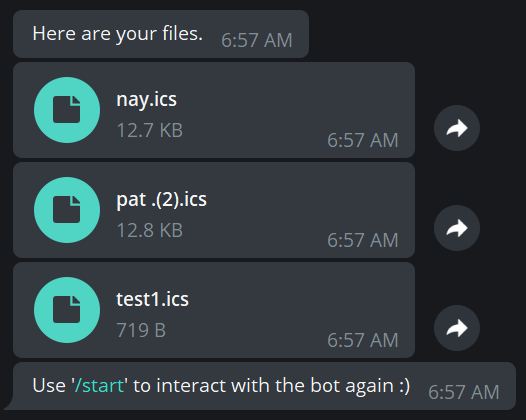 Here are your files. 6:57 AM
nay.ics
12.7 KB
6:57 AM
pat .(2).ics
12.8 KB
6:57 AM
test1.ics
719 B
6:57 AM
Use '/start' to interact with the bot again :) 6:57 AM